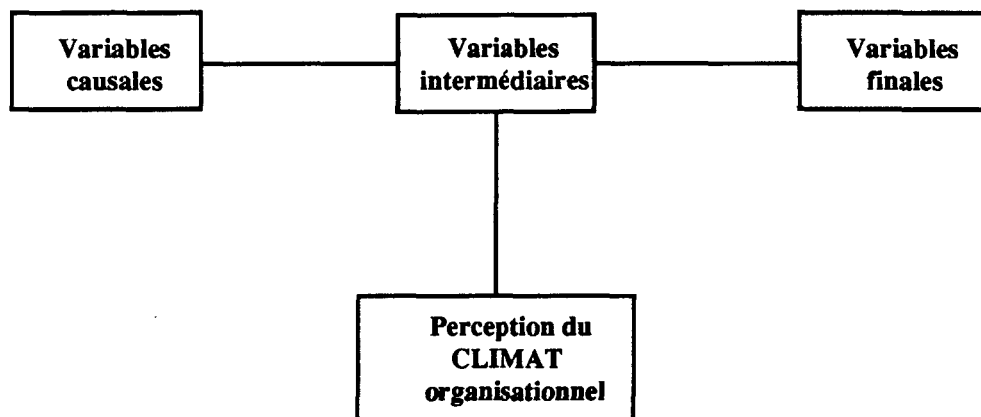 Variables
causales
Variables
intermédiaires
Variables
finales
Perception du
CLIMAT
organisationnel